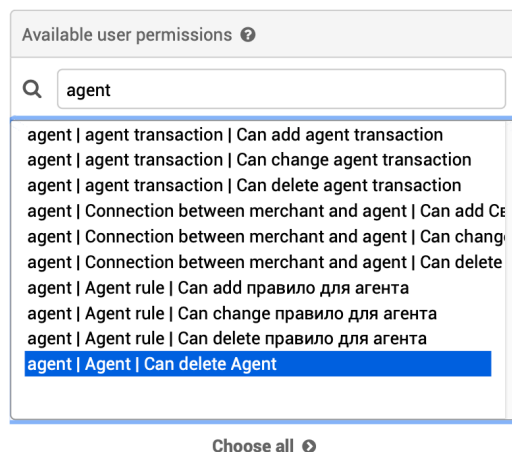 Available user permissions
agent
agent | agent transaction | Can add agent transaction
agent | agent transaction | Can change agent transaction
agent | agent transaction | Can delete agent transaction
agent | Connection between merchant and agent | Can add Св
agent | Connection between merchant and agent | Can chang
agent | Connection between merchant and agent | Can delete
agent | Agent rule | Can add правило для агента
agent | Agent rule | Can change правило для агента
agent | Agent rule | Can delete правило для агента
agent | Agent | Can delete Agent
Choose all